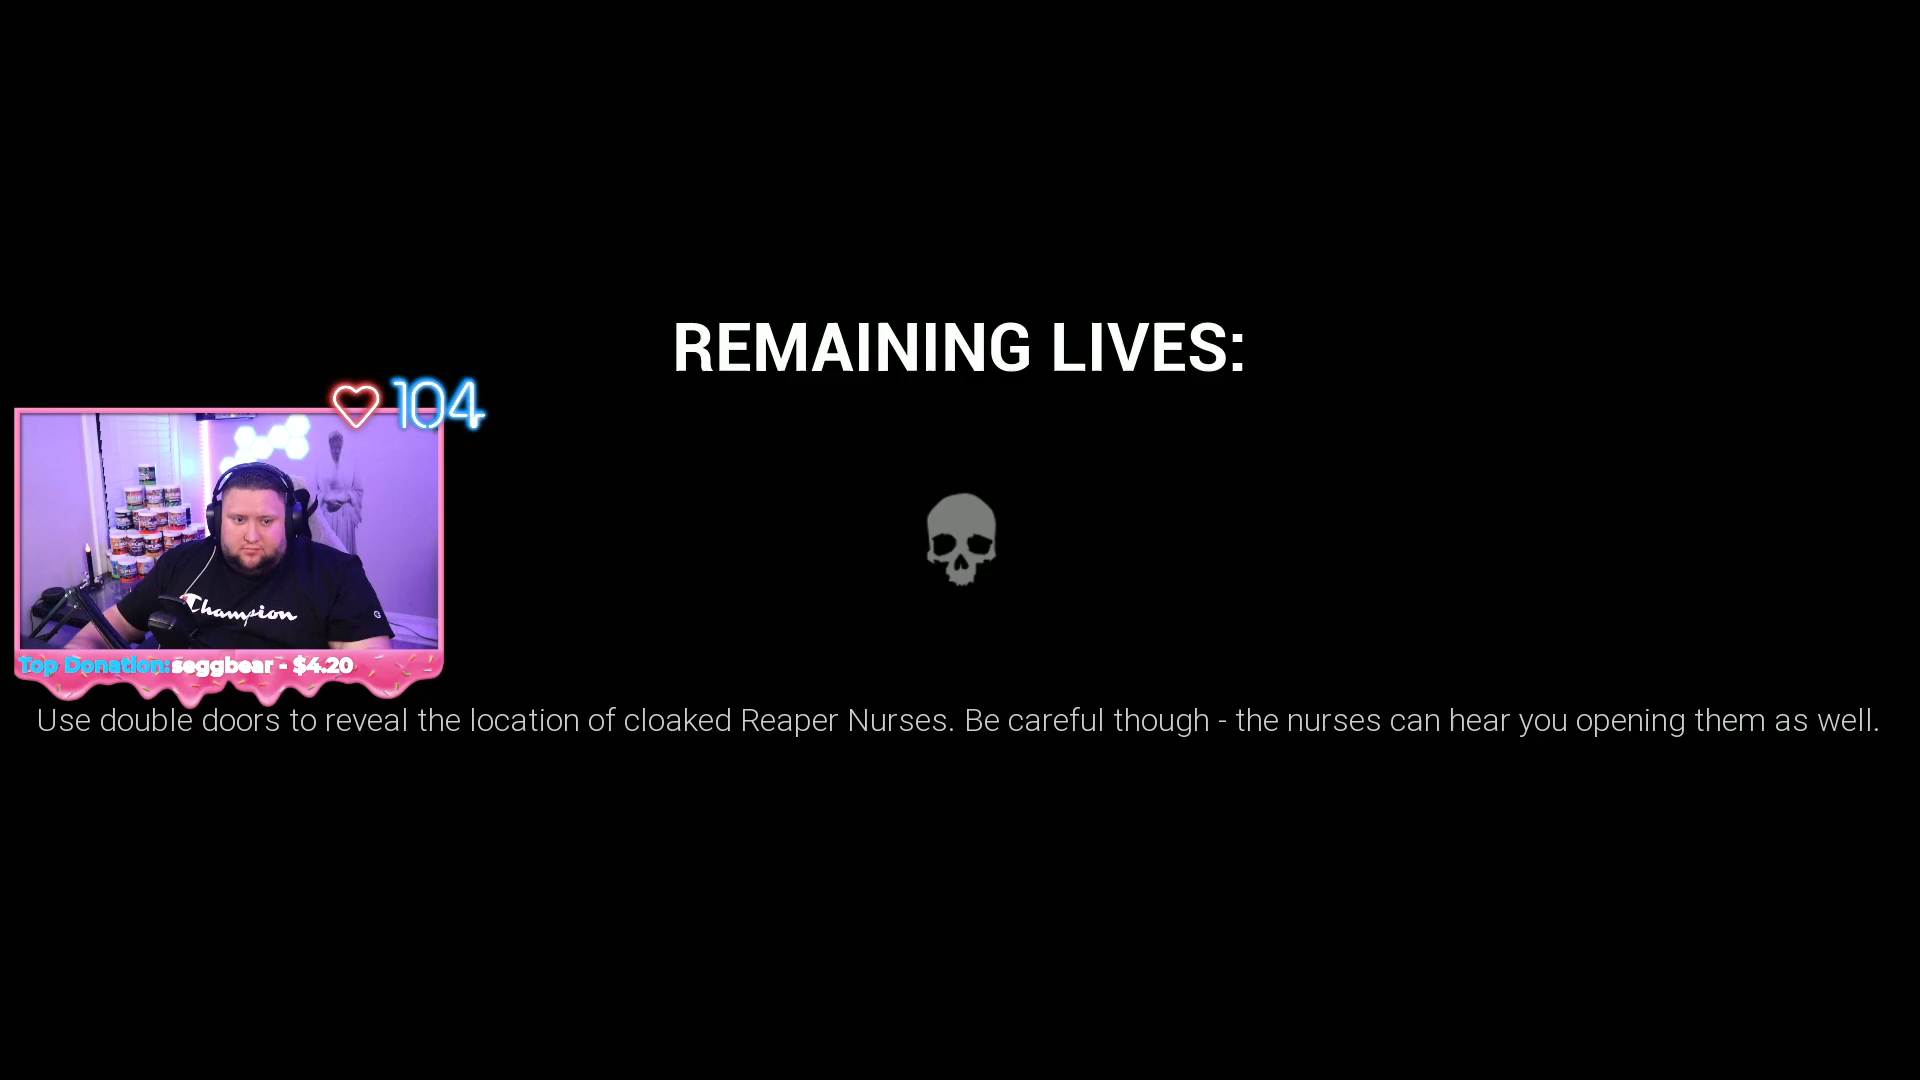 REMAINING LIVES:
104
Champion
Top Donation:seggbear - $4.20
Use double doors to reveal the location of cloaked Reaper Nurses. Be careful though - the nurses can hear you opening them as well.